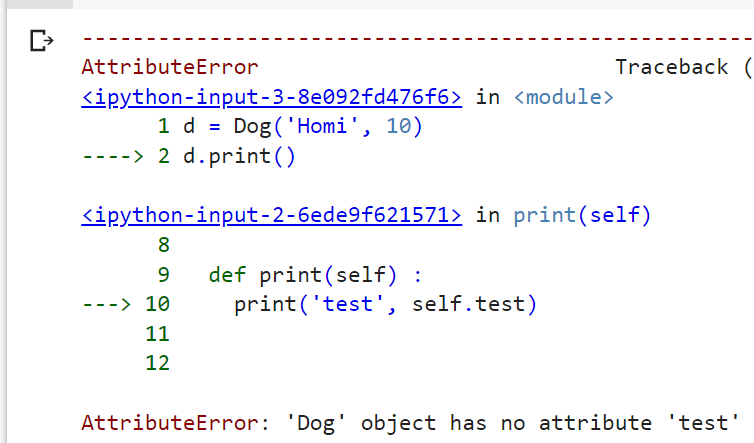 ---------------------------------------------------------------------------
AttributeError                            Traceback (
<ipython-input-3-8e092fd476f6> in <module>
      1 d = Dog('Homi', 10)
----> 2 d.print()

<ipython-input-2-6ede9f621571> in print(self)
      8
      9   def print(self) :
---> 10     print('test', self.test)
     11
     12

AttributeError: 'Dog' object has no attribute 'test'